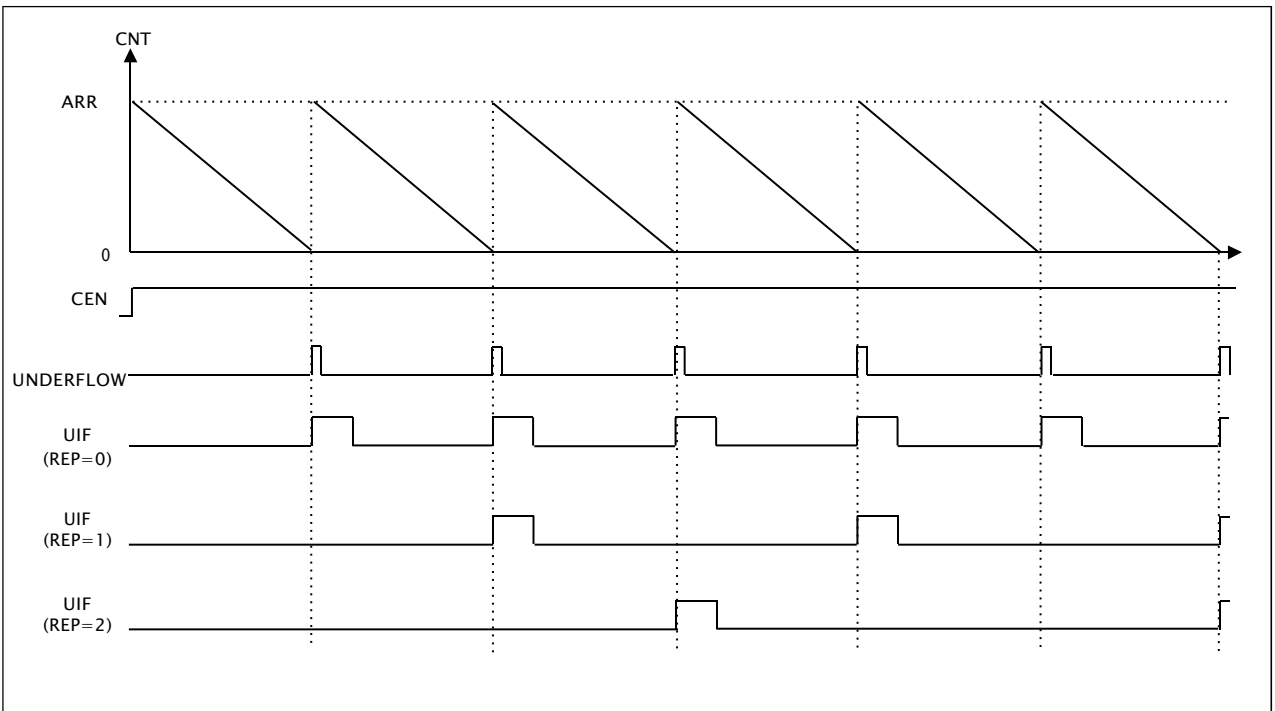 CNT
ARR
0
CEN
UNDERFLOW
UIF
(REP=0)
UIF
(REP=1)
UIF
(REP=2)